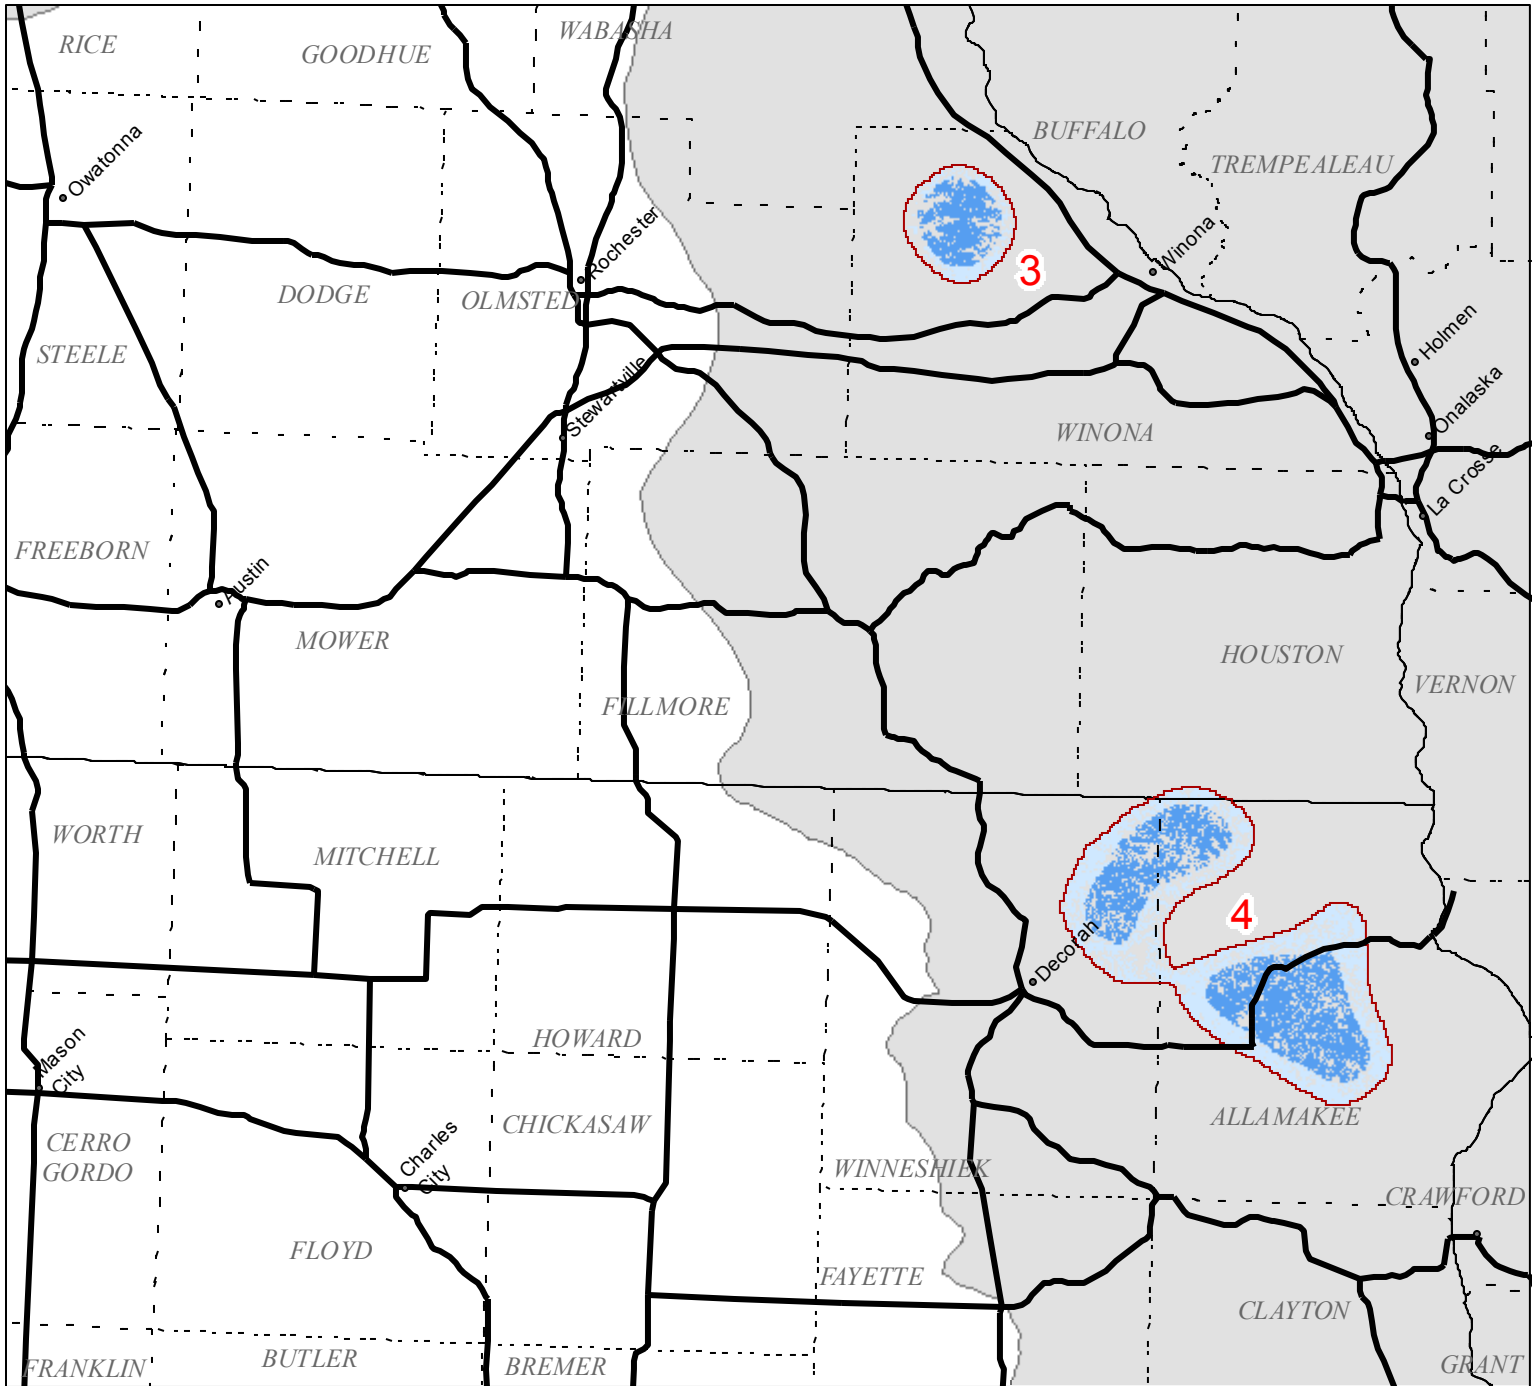 WABASHA
RICE
GOODHUE
BUFFALO
TREMPEALEAU
Owatonna
Rochester
Winona
3
DODGE
OLMSTED
STEELE
Holmen
Stewartville
Onalaska
WINONA
La Crosse
FREEBORN
Austin
MOWER
HOUSTON
VERNON
FILLMORE
WORTH
MITCHELL
4
Decorah
HOWARD
Mason
City
CHICKASAW
ALLAMAKEE
CERRO
GORDO
Charles
City
WINNESHIEK
CRAWFORD
FLOYD
FAYETTE
CLAYTON
FRANKLIN
BUTLER
BREMER
GRANT